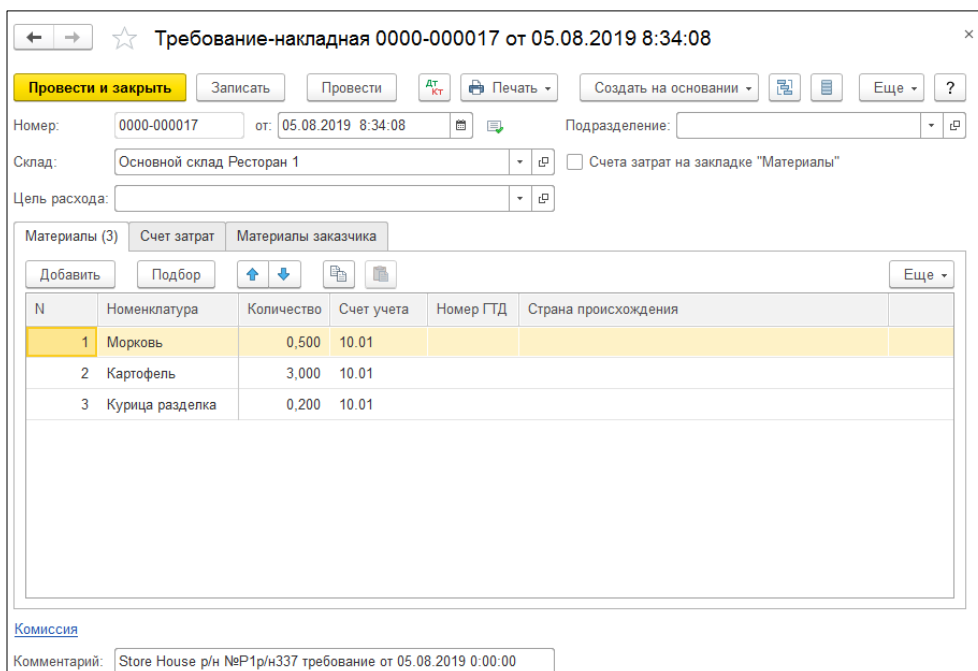 Требование-накладная 0000-000017 от 05.08.2019 8:34:08
Провести и закрыть Записать Провести Дт Кт Печать Создать на основании Еще ?
Номер: 0000-000017 от: 05.08.2019 8:34:08 Подразделение:
Склад: Основной склад Ресторан 1 Счета затрат на закладке "Материалы"
Цель расхода:
Материалы (3) Счет затрат Материалы заказчика
Добавить Подбор Еще
N Номенклатура Количество Счет учета Номер ГТД Страна происхождения
1 Морковь 0,500 10.01
2 Картофель 3,000 10.01
3 Курица разделка 0,200 10.01
Комиссия
Комментарий: Store House р/н №Р1р/н337 требование от 05.08.2019 0:00:00